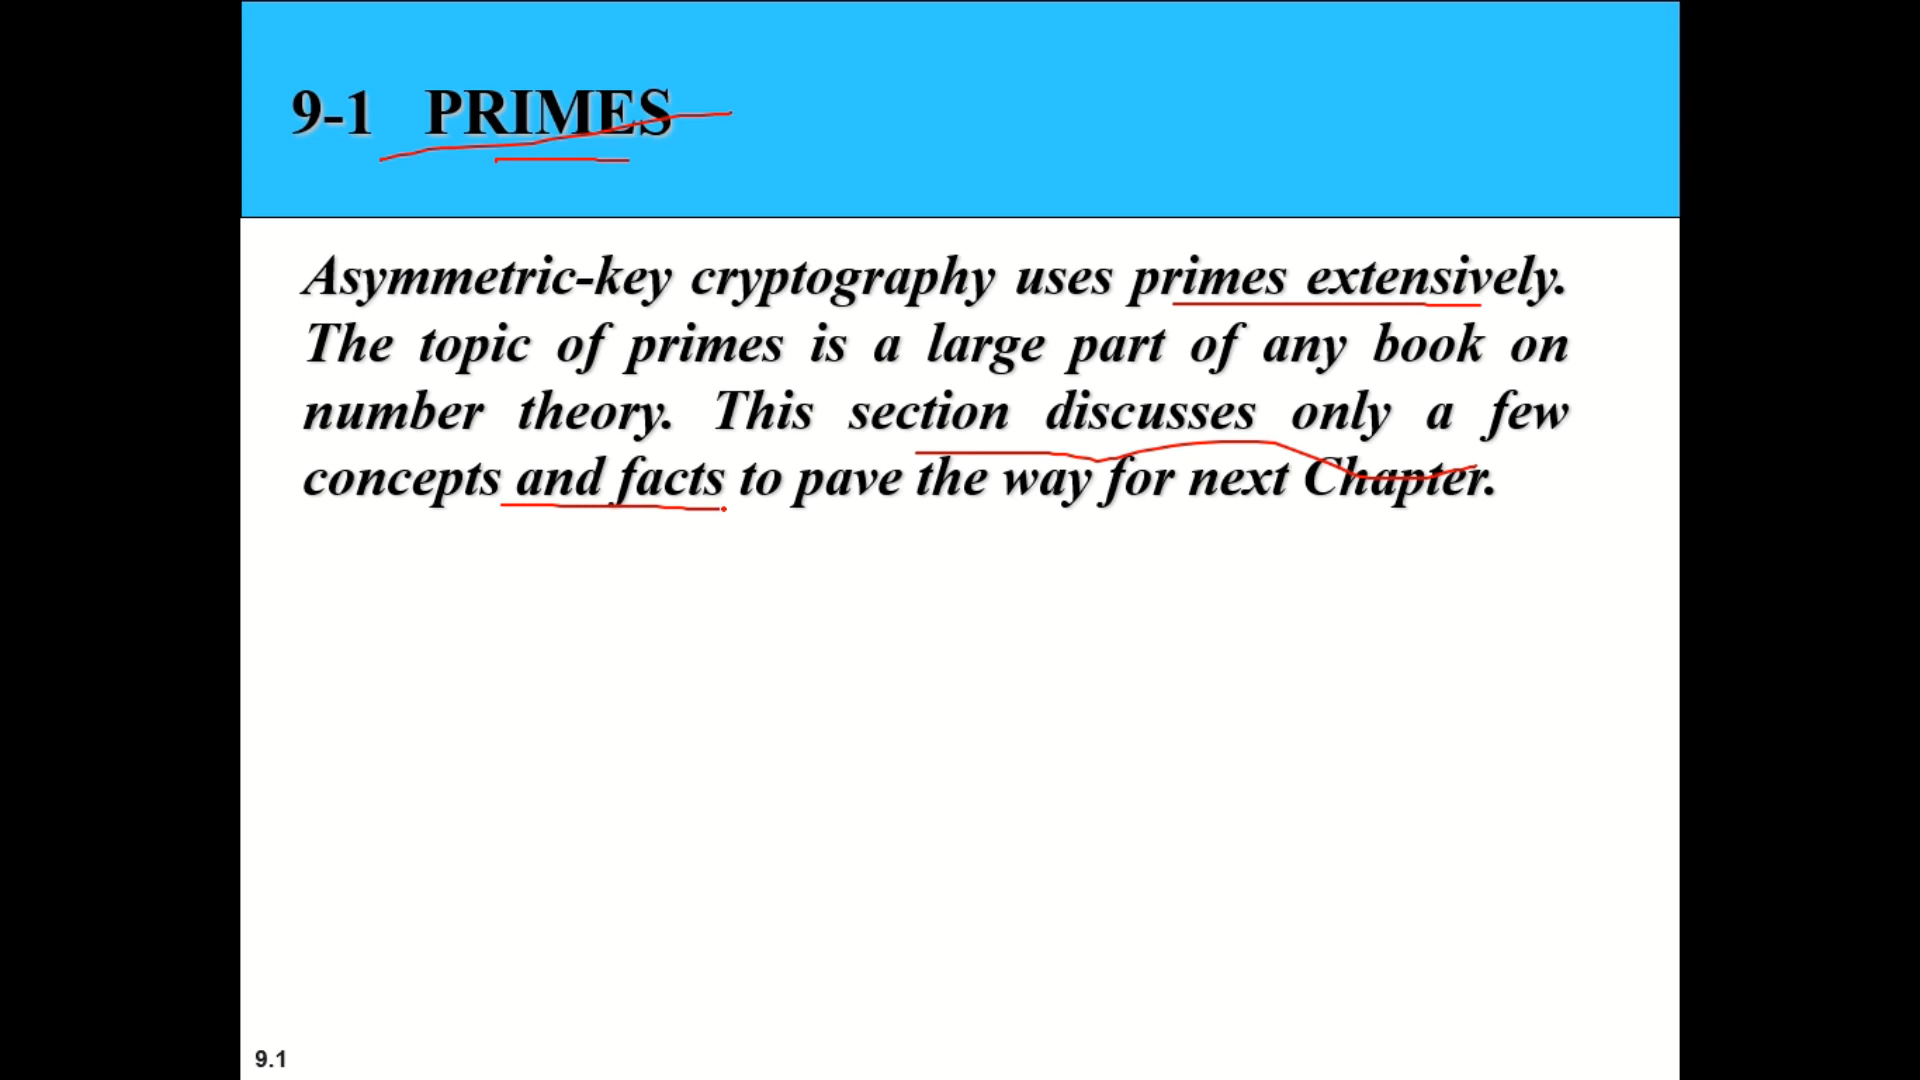 9-1 PRIMES
Asymmetric-key cryptography uses primes extensively.
The topic of primes is a large part of any book on
number theory. This section discusses only a few
concepts and facts to pave the way for next Chapter.
9.1